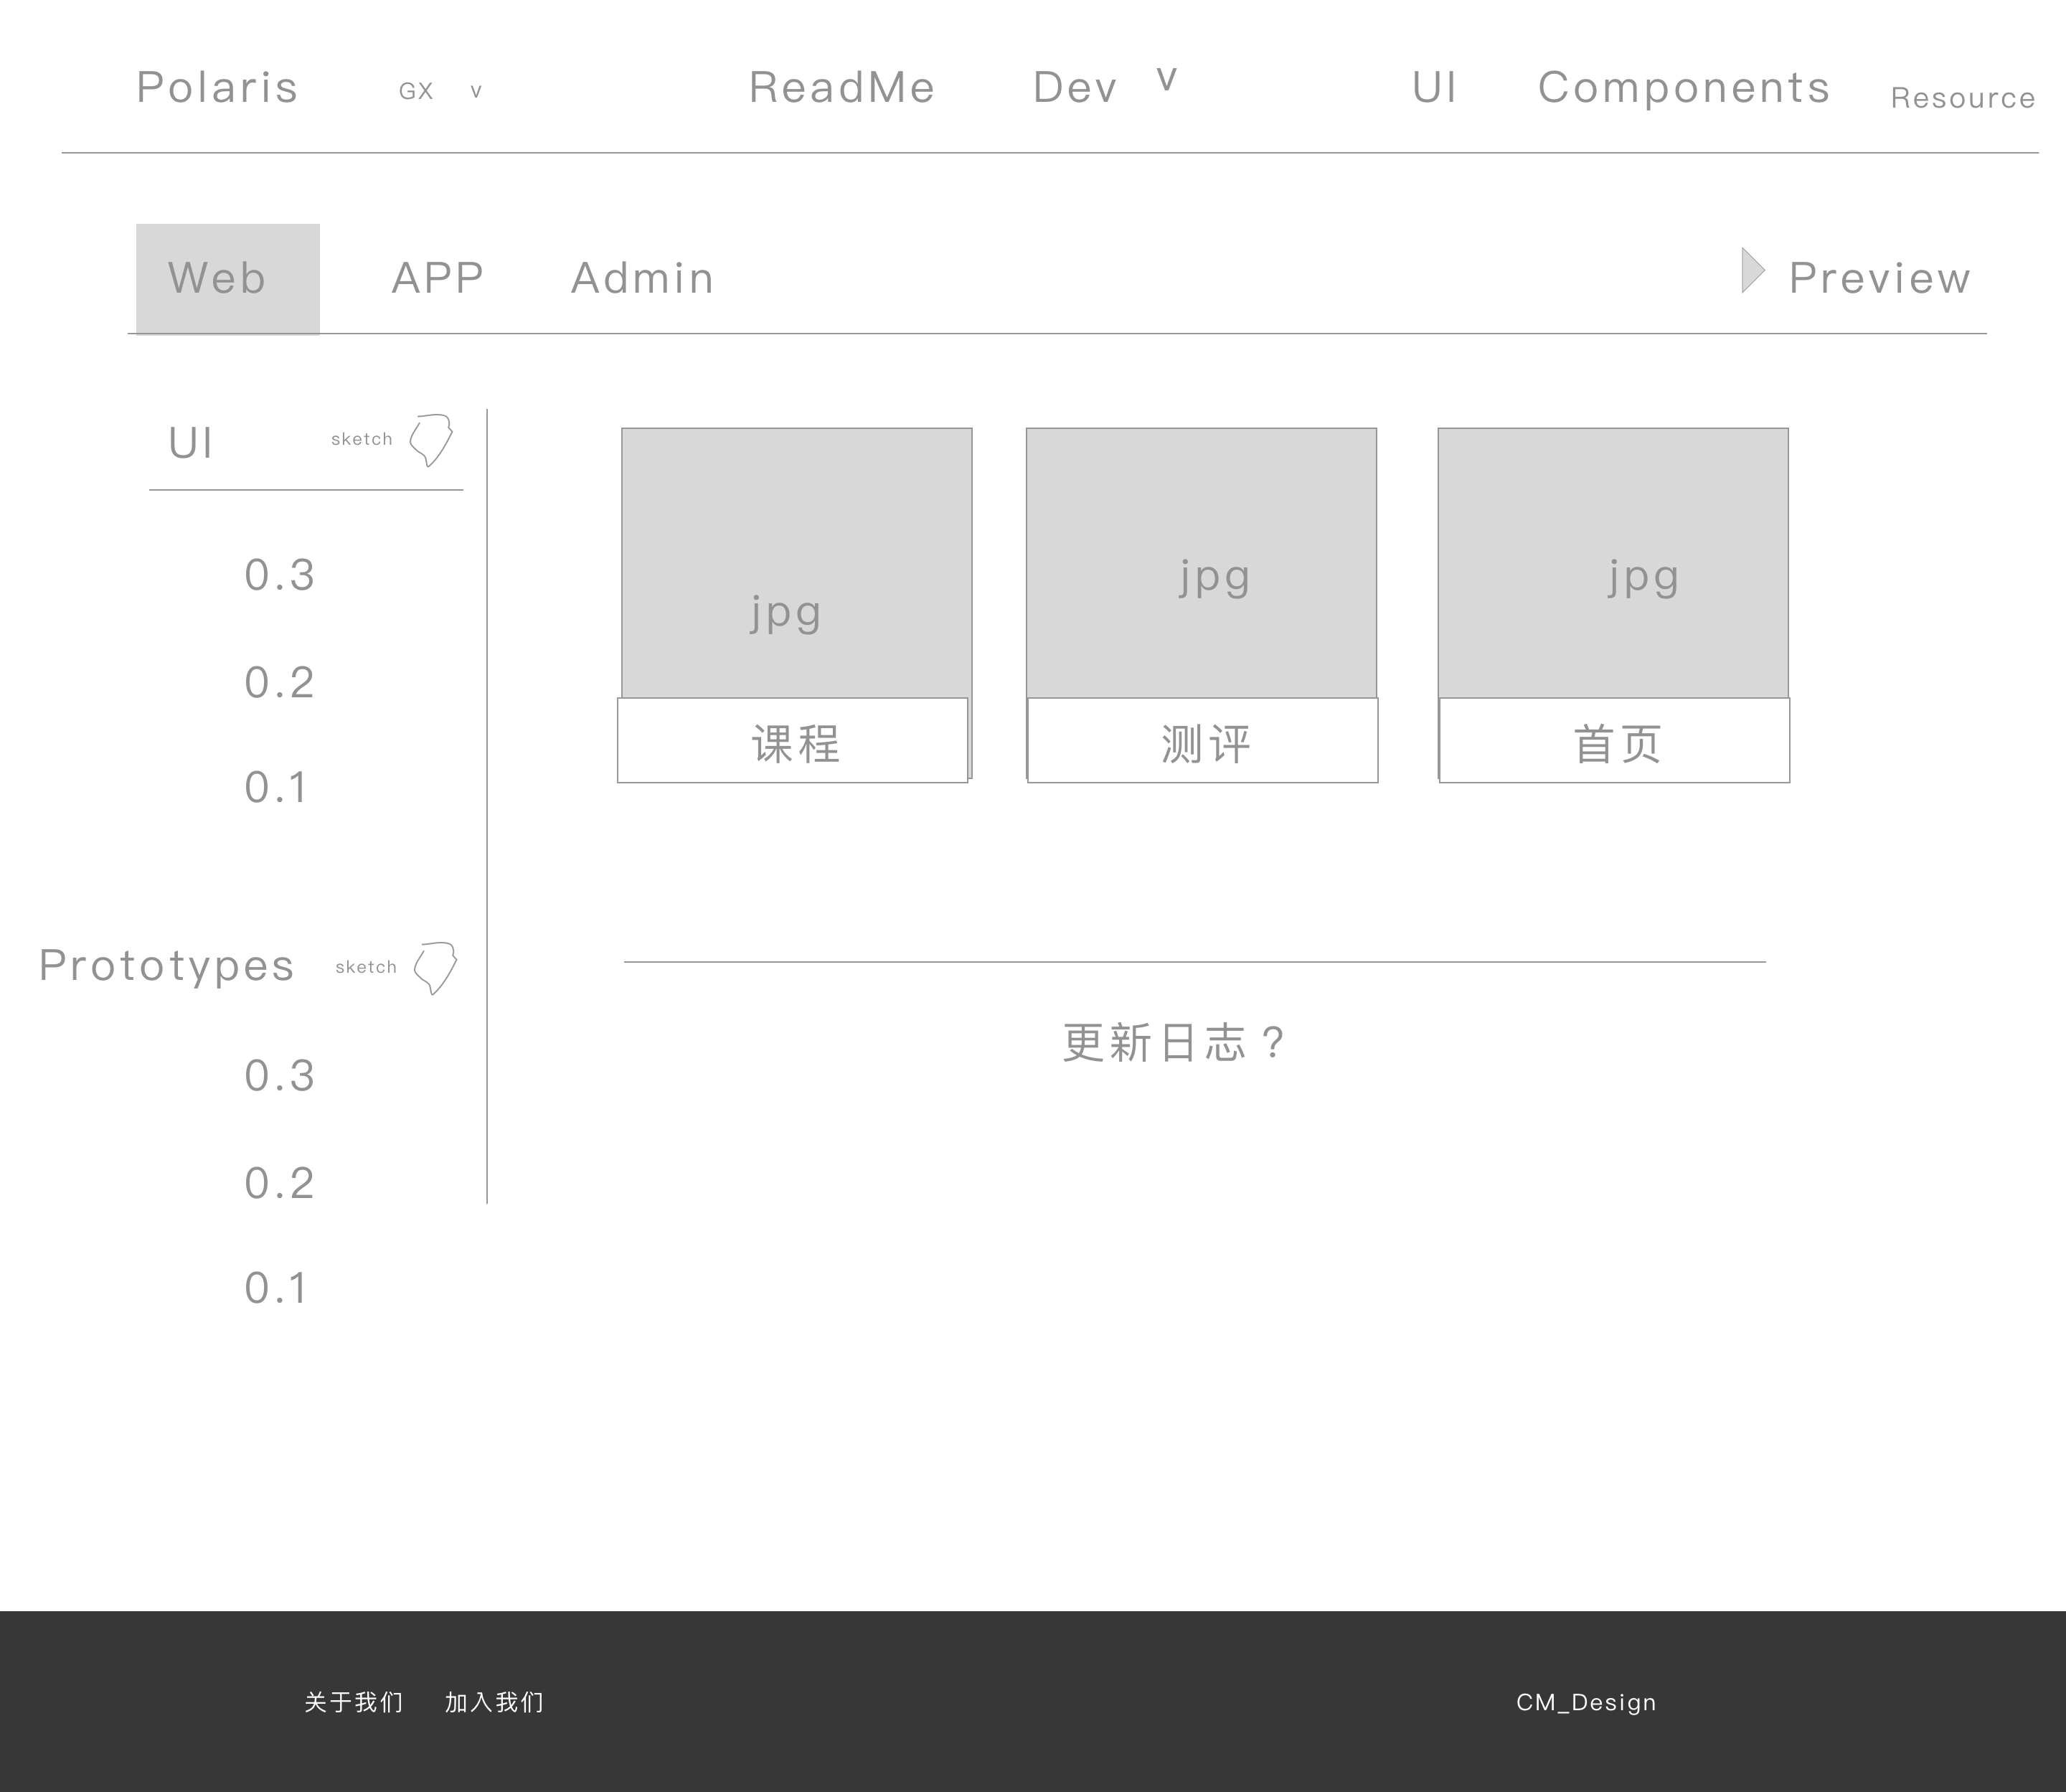 Polaris GX v ReadMe Dev v UI Components Resource
Web APP Admin Preview
UI sketch
0.3
0.2
0.1
jpg jpg jpg
课程 测评 首页
Prototypes sketch
0.3
0.2
0.1
更新日志？
关于我们 加入我们 CM_Design